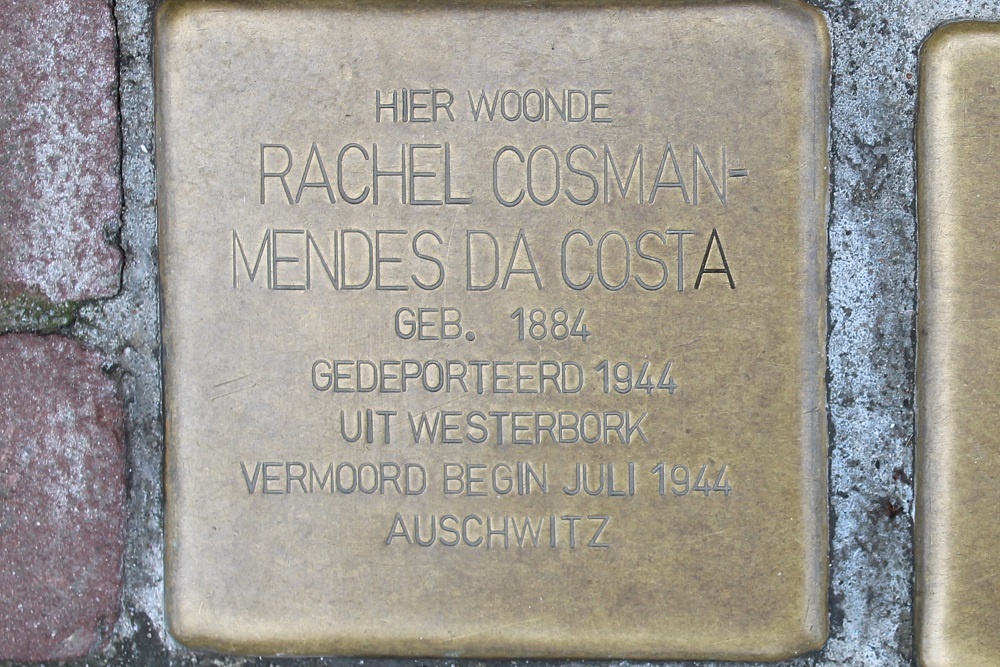 HIER WOONDE
RACHEL COSMAN-
MENDES DA COSTA
GEB. 1884
GEDEPORTEERD 1944
UIT WESTERBORK
VERMOORD BEGIN JULI 1944
AUSCHWITZ